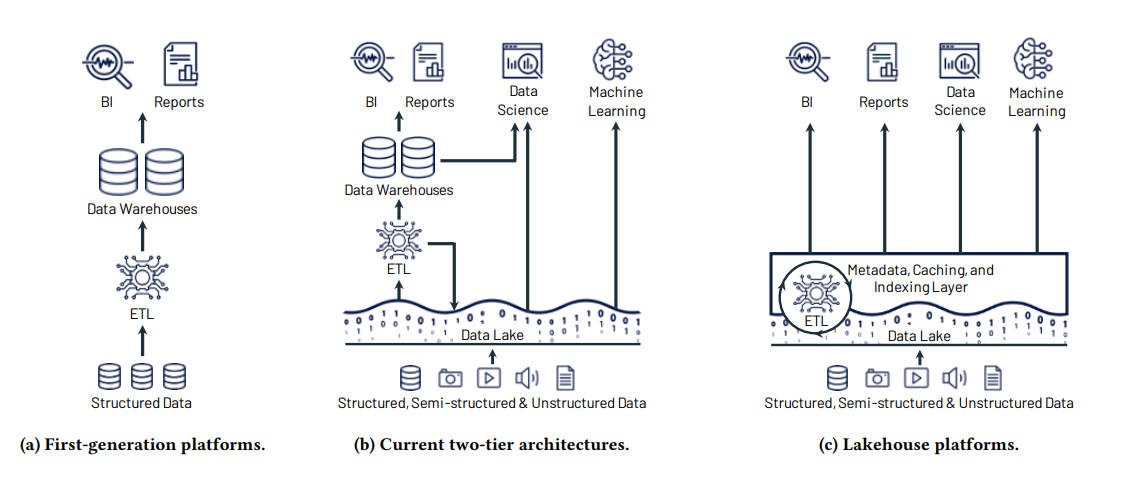 BI
Reports
Data Warehouses
ETL
Structured Data
(a) First-generation platforms.
BI
Reports
Data
Science
Machine
Learning
Data Warehouses
ETL
Data Lake
Structured, Semi-structured & Unstructured Data
(b) Current two-tier architectures.
BI
Reports
Data
Science
Machine
Learning
Metadata, Caching, and
Indexing Layer
ETL
Data Lake
Structured, Semi-structured & Unstructured Data
(c) Lakehouse platforms.